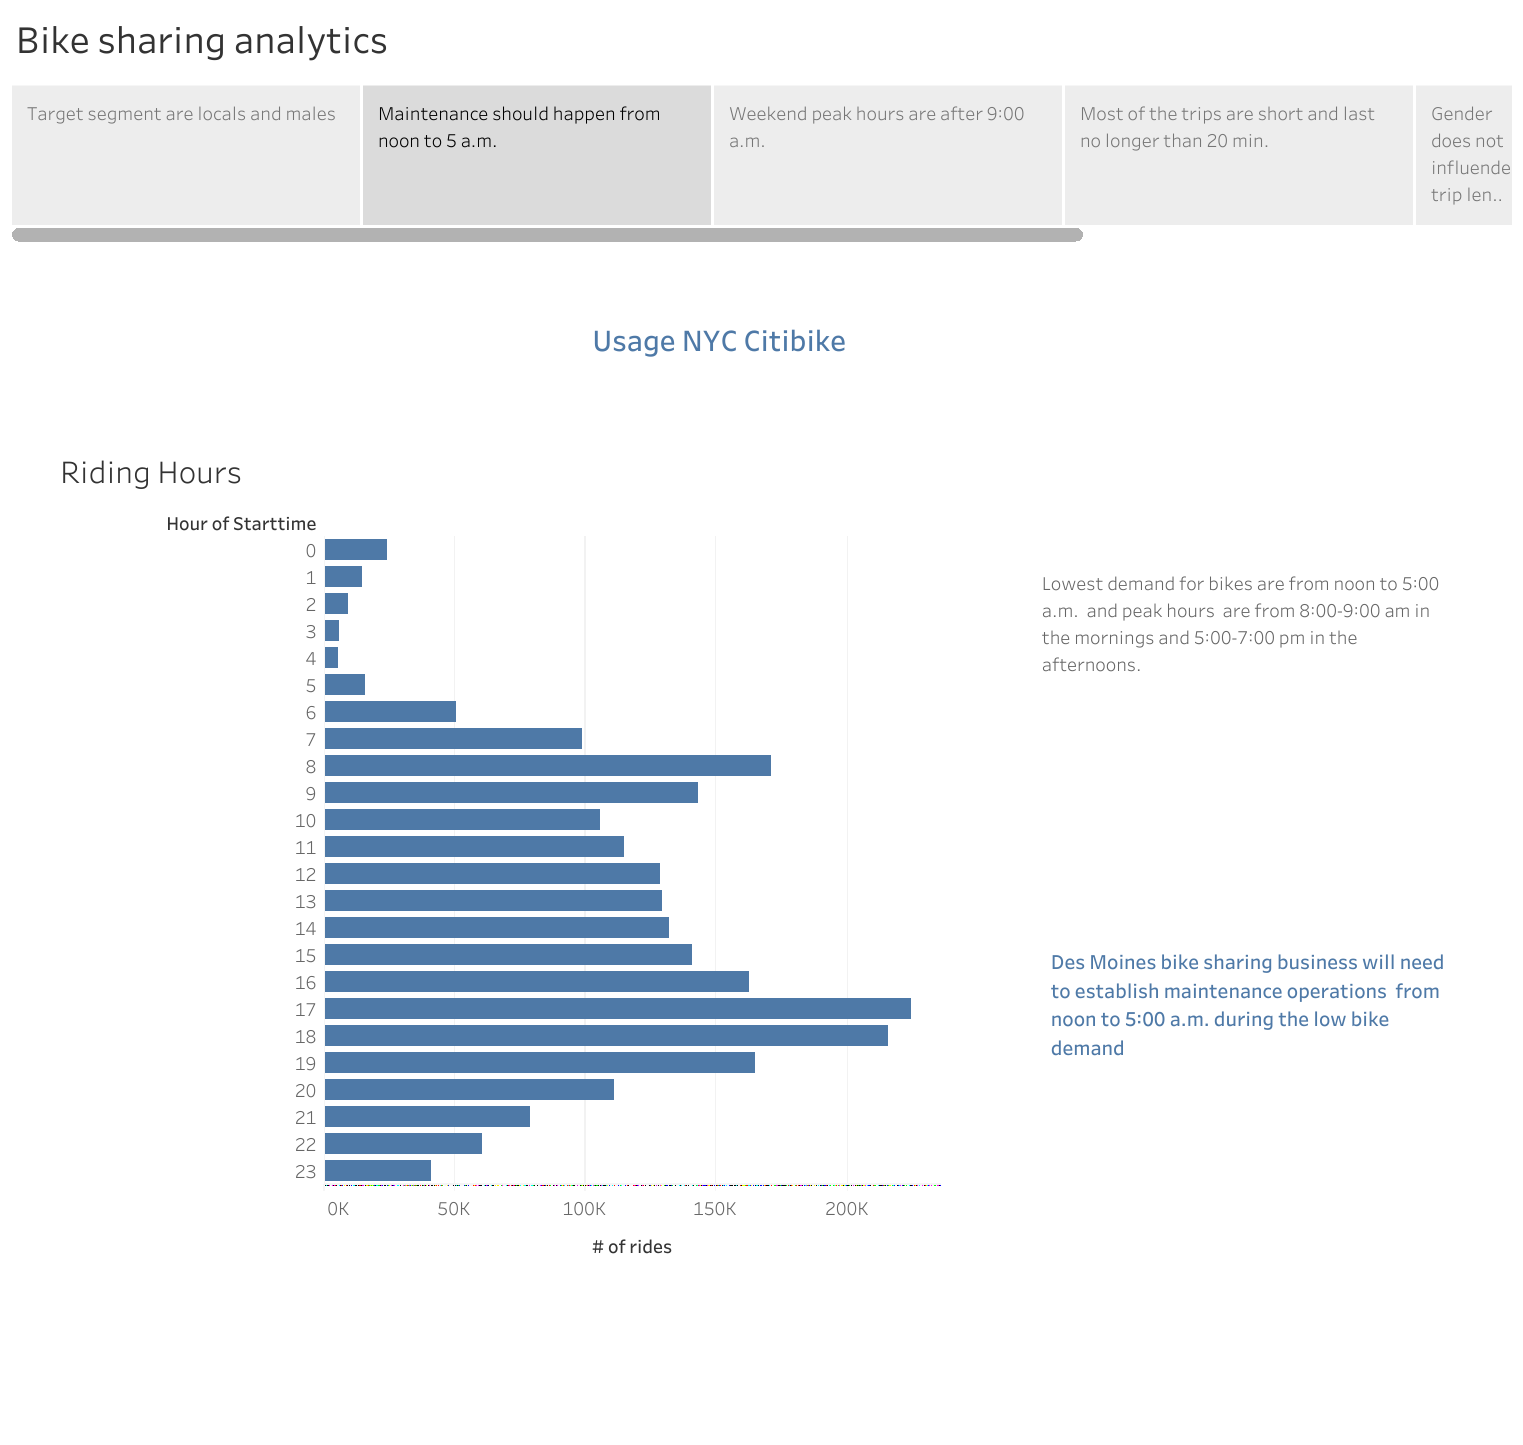 Bike sharing analytics
Target segment are locals and males
Maintenance should happen from
noon to 5 a.m.
Weekend peak hours are after 9:00
a.m.
Most of the trips are short and last
no longer than 20 min.
Gender
does not
influende
trip len..
Usage NYC Citibike
Riding Hours
Hour of Starttime
0
1
2
3
4
5
6
7
8
9
10
11
12
13
14
15
16
17
18
19
20
21
22
23
0K 50K 100K 150K 200K
# of rides
Lowest demand for bikes are from noon to 5:00
a.m. and peak hours are from 8:00-9:00 am in
the mornings and 5:00-7:00 pm in the
afternoons.
Des Moines bike sharing business will need
to establish maintenance operations from
noon to 5:00 a.m. during the low bike
demand